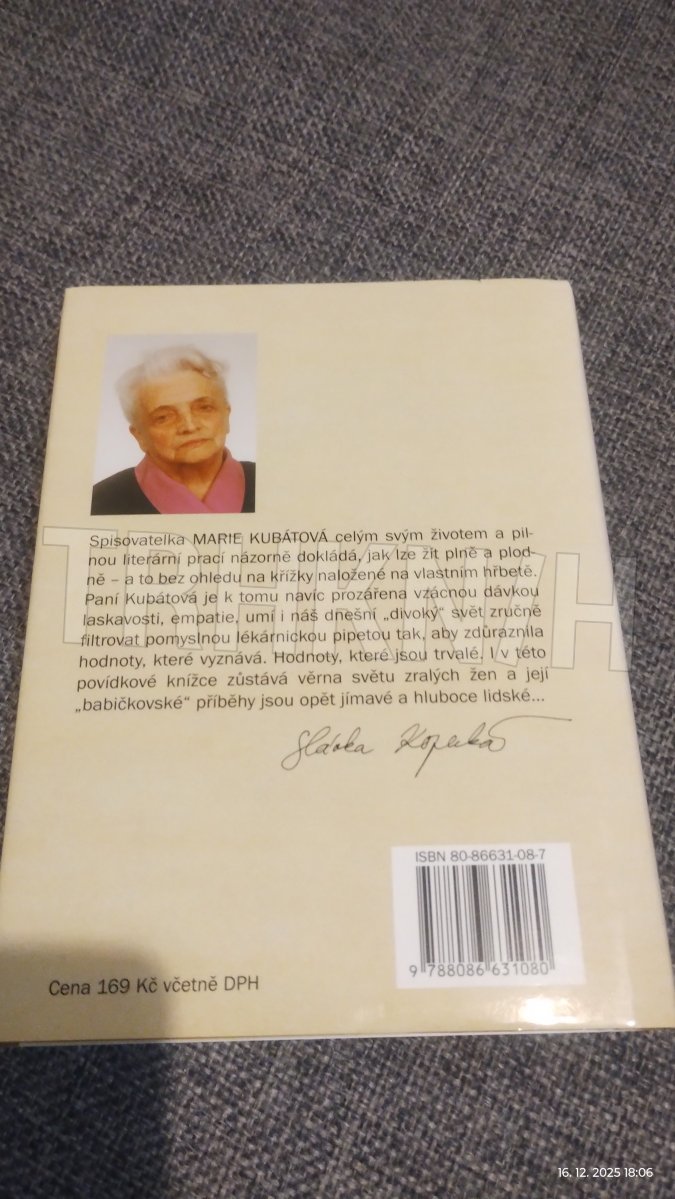 Spisovatelka MARIE KUBÁTOVÁ celým svým životem a pil-
nou literární prací názorně dokládá, jak lze žít plně a plod-
ně – a to bez ohledu na křížky naložené na vlastním hřbetě.
Paní Kubátová je k tomu navíc prozářena vzácnou dávkou
laskavosti, empatie, umí i náš dnešní „divoký“ svět zručně
filtrovat pomyslnou lékárnickou pipetou tak, aby zdůraznila
hodnoty, které vyznává. Hodnoty, které jsou trvalé. I v této
povídkové knížce zůstává věrna světu zralých žen a její
„babičkovské“ příběhy jsou opět jímavé a hluboce lidské...
Slávka Kopecká
ISBN 80-86631-08-7
9 788086 631080
Cena 169 Kč včetně DPH
16. 12. 2025 18:06